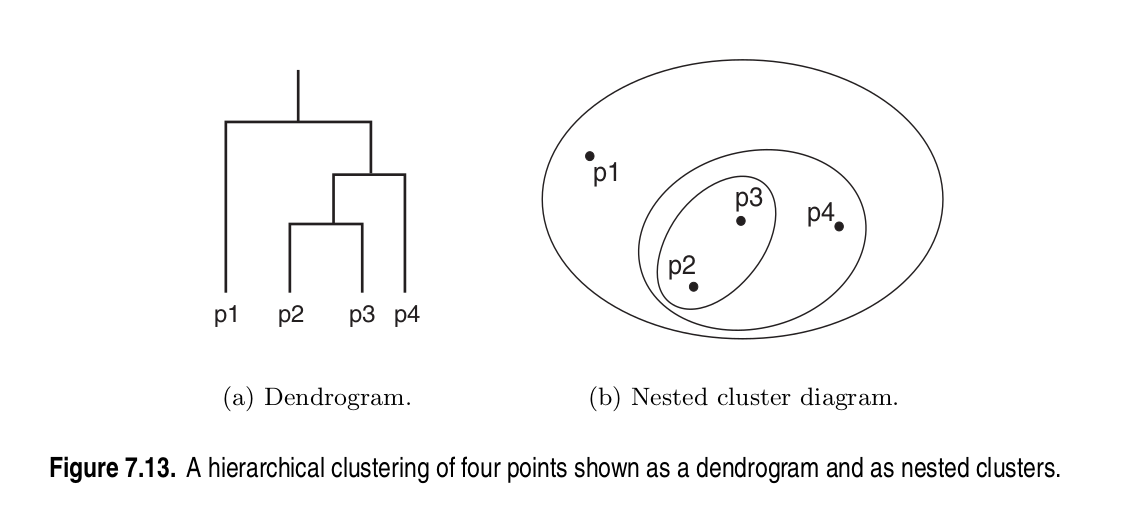 p1 p2 p3 p4
p1
p3
p4
p2
(a) Dendrogram.
(b) Nested cluster diagram.
Figure 7.13. A hierarchical clustering of four points shown as a dendrogram and as nested clusters.